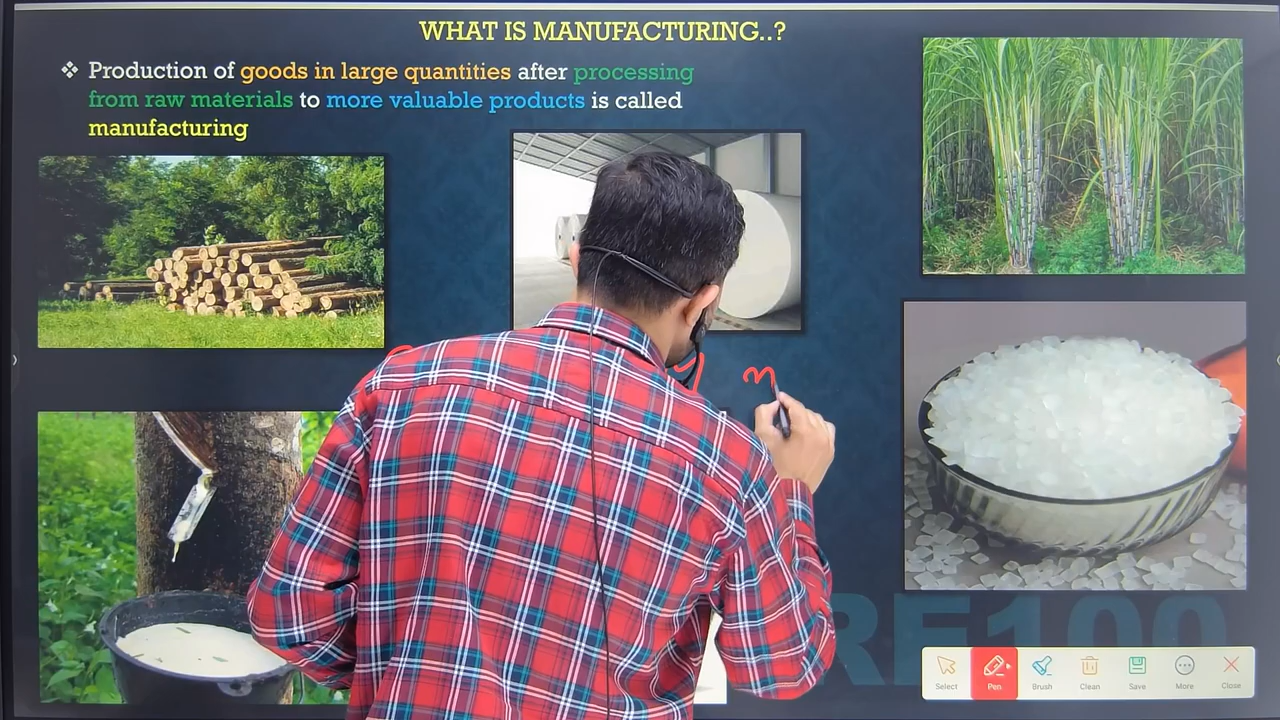 WHAT IS MANUFACTURING..?
❖ Production of goods in large quantities after processing
from raw materials to more valuable products is called
manufacturing
Select Pen Brush Clean Save More Close